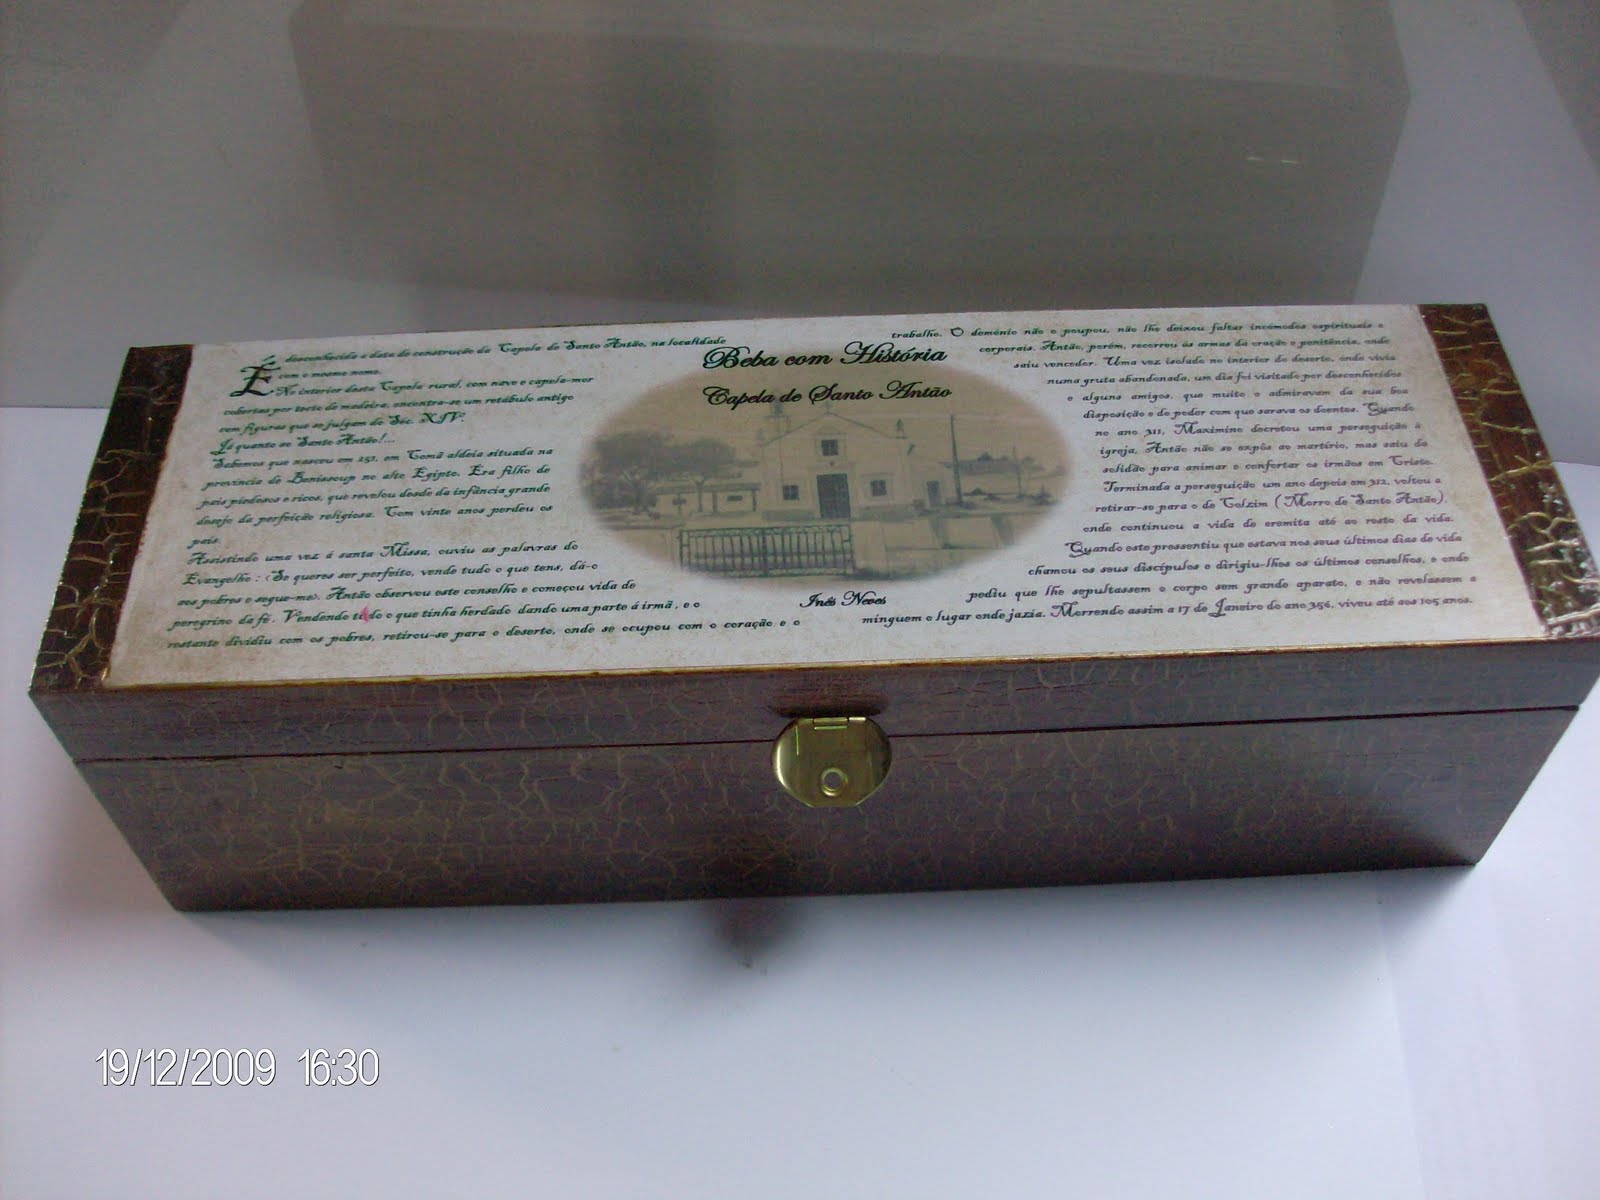 Beba com História
Capela de Santo Antão
É desconhecida a data de construção da Capela de Santo Antão, na localidade
com o mesmo nome.
No interior desta Capela rural, com nave e capela-mor
cobertas por tecto de madeira, encontra-se um retábulo antigo
com figuras que se julgam do Séc. XIV.
Já quanto se Santo Antão!...
Sabemos que nasceu em 251, em Comã aldeia situada na
província de Benissoup no alto Egipto. Era filho de
pais piedosos e ricos, que revelou desde da infância grande
desejo da perfeição religiosa. Com vinte anos perdeu os
pais.
Assistindo uma vez á santa Missa, ouviu as palavras do
Evangelho : (Se queres ser perfeito, vende tudo o que tens, dá-o
aos pobres e segue-me). Antão observou este conselho e começou vida de
peregrino da fé. Vendendo tudo o que tinha herdado dando uma parte á irmã, e o
restante dividiu com os pobres, retirou-se para o deserto, onde se ocupou com o coração e o
trabalho. O demónio não o poupou, não lhe deixou faltar incómodos espirituais e
corporais. Antão, porém, recorreu ás armas da oração e penitência, onde
saiu vencedor. Uma vez isolado no interior do deserto, onde vivia
numa gruta abandonada, um dia foi visitado por desconhecidos
e alguns amigos, que muito o admiravam da sua boa
disposição e do poder com que sarava os doentes. Quando
no ano 311, Maximino decretou uma perseguição à
igreja, Antão não se expôs ao martírio, mas saiu da
solidão para animar e confortar os irmãos em Cristo.
Terminada a perseguição um ano depois em 312, voltou a
retirar-se para o de Colzim ( Morro de Santo Antão),
onde continuou a vida de eremita até ao resto da vida.
Quando este pressentiu que estava nos seus últimos dias de vida
chamou os seus discípulos e dirigiu-lhes os últimos conselhos, e onde
pediu que lhe sepultassem o corpo sem grande aparato, e não revelassem a
minguem o lugar onde jazia. Morrendo assim a 17 de Janeiro do ano 356, viveu até aos 105 anos.
Inês Neves
19/12/2009 16:30